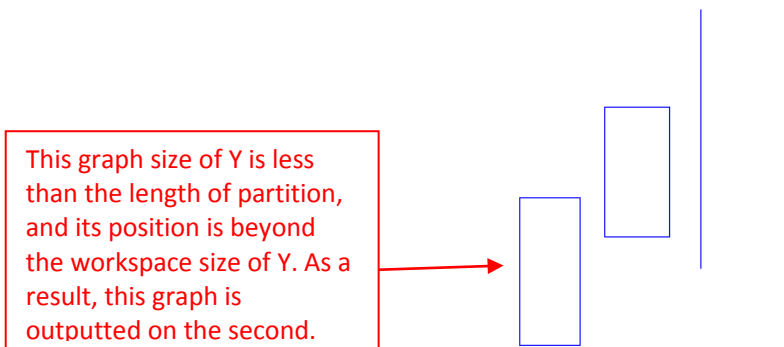 This graph size of Y is less
than the length of partition,
and its position is beyond
the workspace size of Y. As a
result, this graph is
outputted on the second.